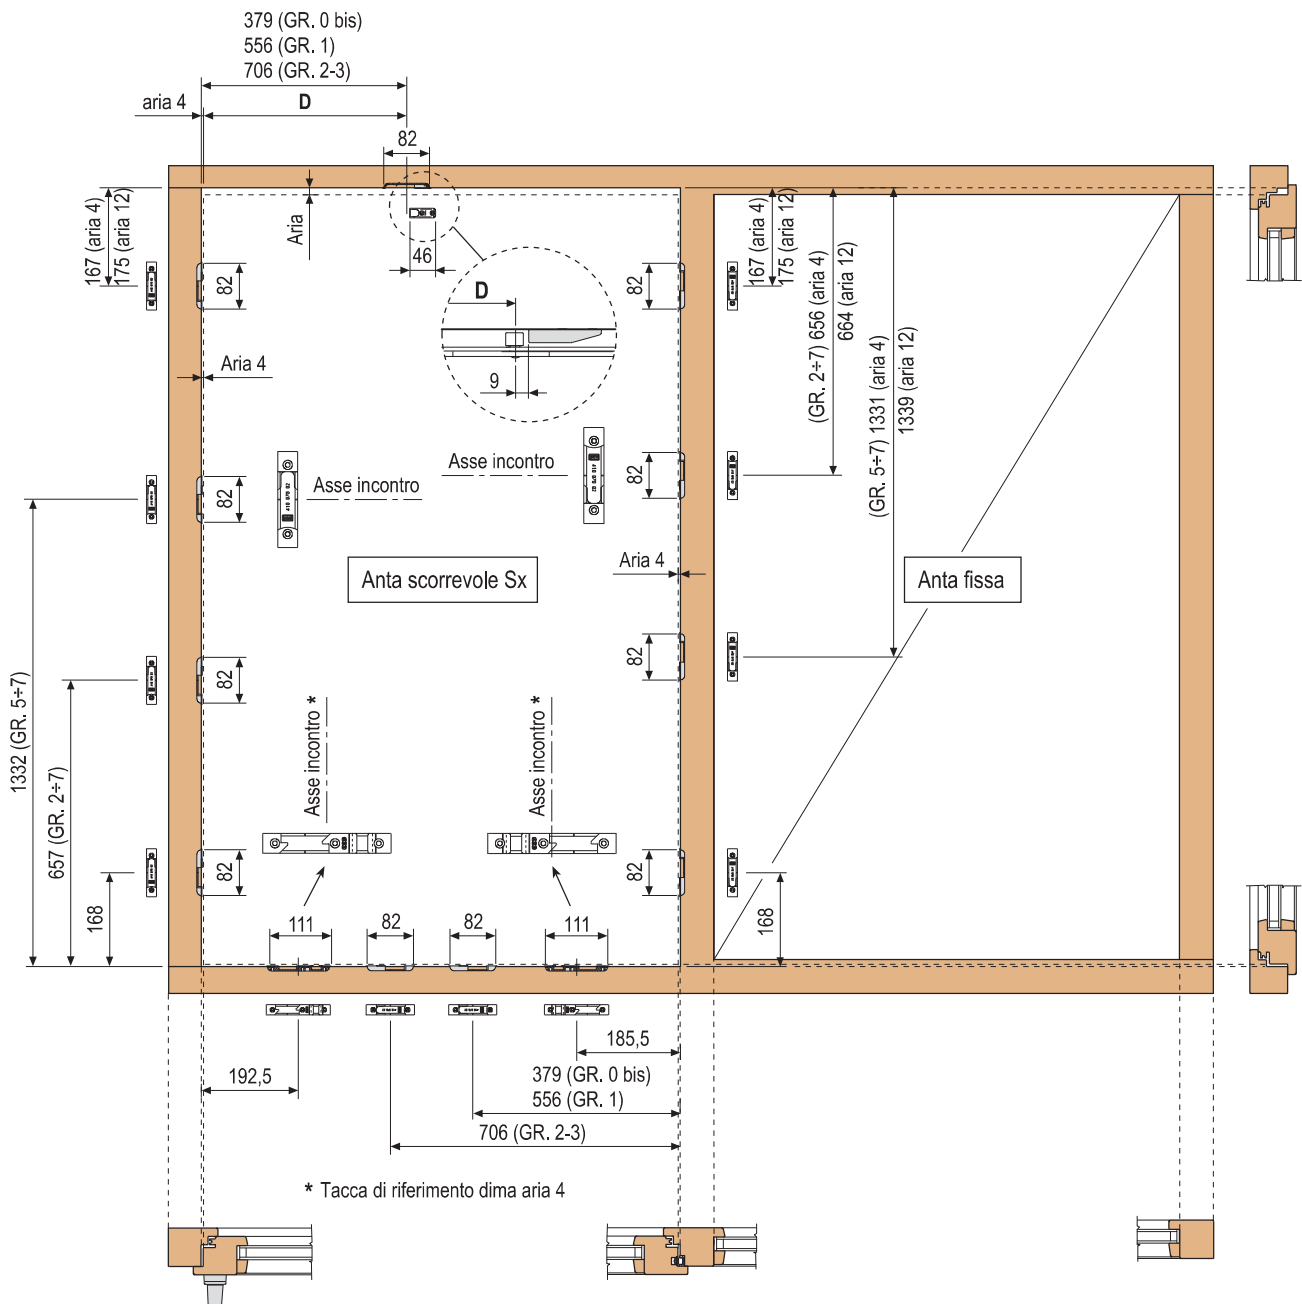 379 (GR. 0 bis)
556 (GR. 1)
706 (GR. 2-3)
aria 4
D
82
167 (aria 4)
175 (aria 12)
Aria
46
82
D
9
82
167 (aria 4)
175 (aria 12)
(GR. 2÷7) 656 (aria 4)
664 (aria 12)
(GR. 5÷7) 1331 (aria 4)
1339 (aria 12)
Aria 4
Asse incontro
Asse incontro
82
82
Anta scorrevole Sx
Aria 4
Anta fissa
82
82
1332 (GR. 5÷7)
657 (GR. 2÷7)
168
Asse incontro *
Asse incontro *
82
82
111
82
82
111
168
192,5
185,5
379 (GR. 0 bis)
556 (GR. 1)
706 (GR. 2-3)
* Tacca di riferimento dima aria 4